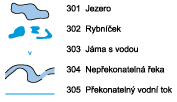 301 Jezero
302 Rybníček
303 Jáma s vodou
304 Nepřekonatelná řeka
305 Překonatelný vodní tok